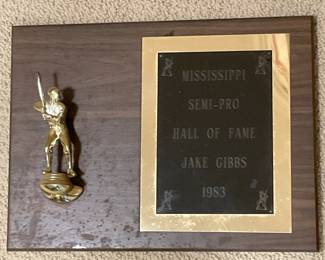 MISSISSIPPI
SEMI-PRO
HALL OF FAME
JAKE GIBBS
1983